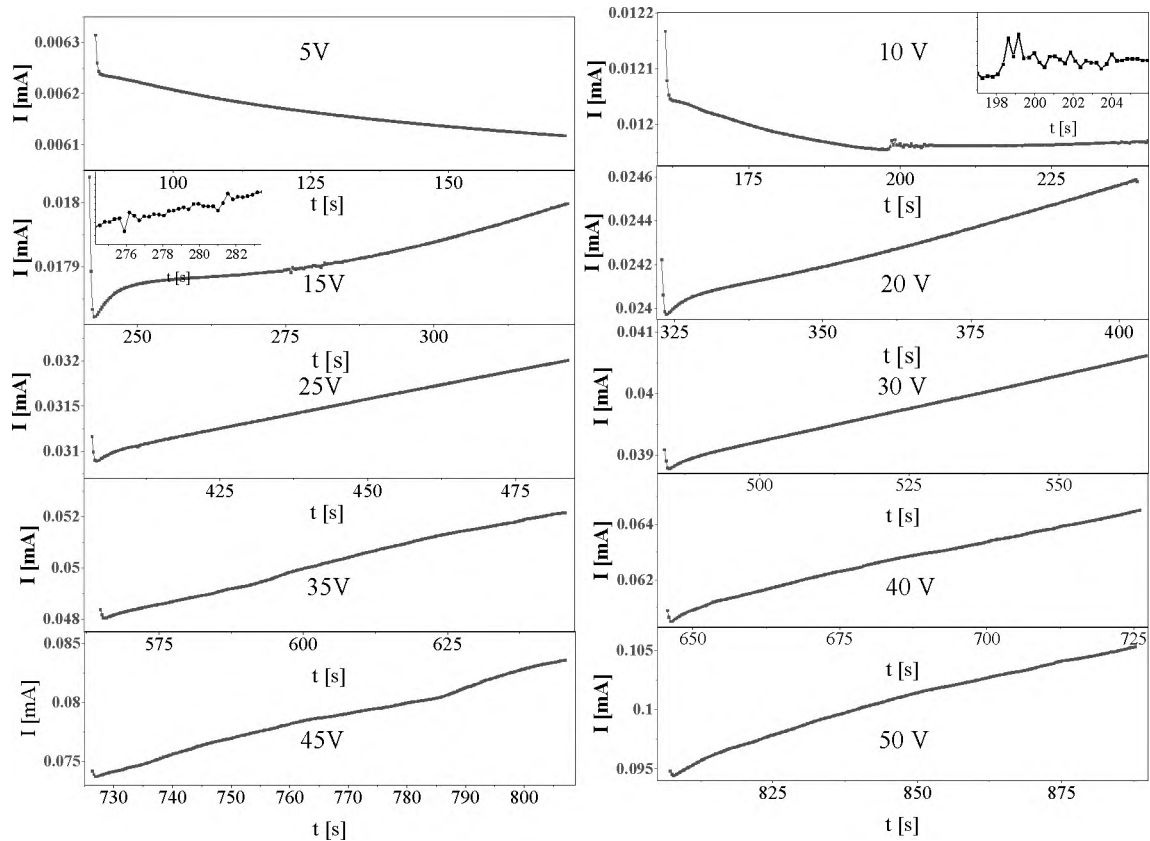 I [mA]
0.0063
0.0062
0.0061
5V
100 125 150
t [s]
I [mA]
0.0122
0.0121
0.012
10 V
198 200 202 204
t [s]
175 200 225
t [s]
I [mA]
0.018
0.0179
276 278 280 282
t [s]
15V
250 275 300
t [s]
I [mA]
0.0246
0.0244
0.0242
0.024
20 V
325 350 375 400
t [s]
I [mA]
0.032
0.0315
0.031
25V
425 450 475
t [s]
I [mA]
0.041
0.04
0.039
30 V
500 525 550
t [s]
I [mA]
0.052
0.05
0.048
35V
575 600 625
t [s]
I [mA]
0.064
0.062
40 V
650 675 700 725
t [s]
I [mA]
0.085
0.08
0.075
45V
730 740 750 760 770 780 790 800
t [s]
I [mA]
0.105
0.1
0.095
50 V
825 850 875
t [s]